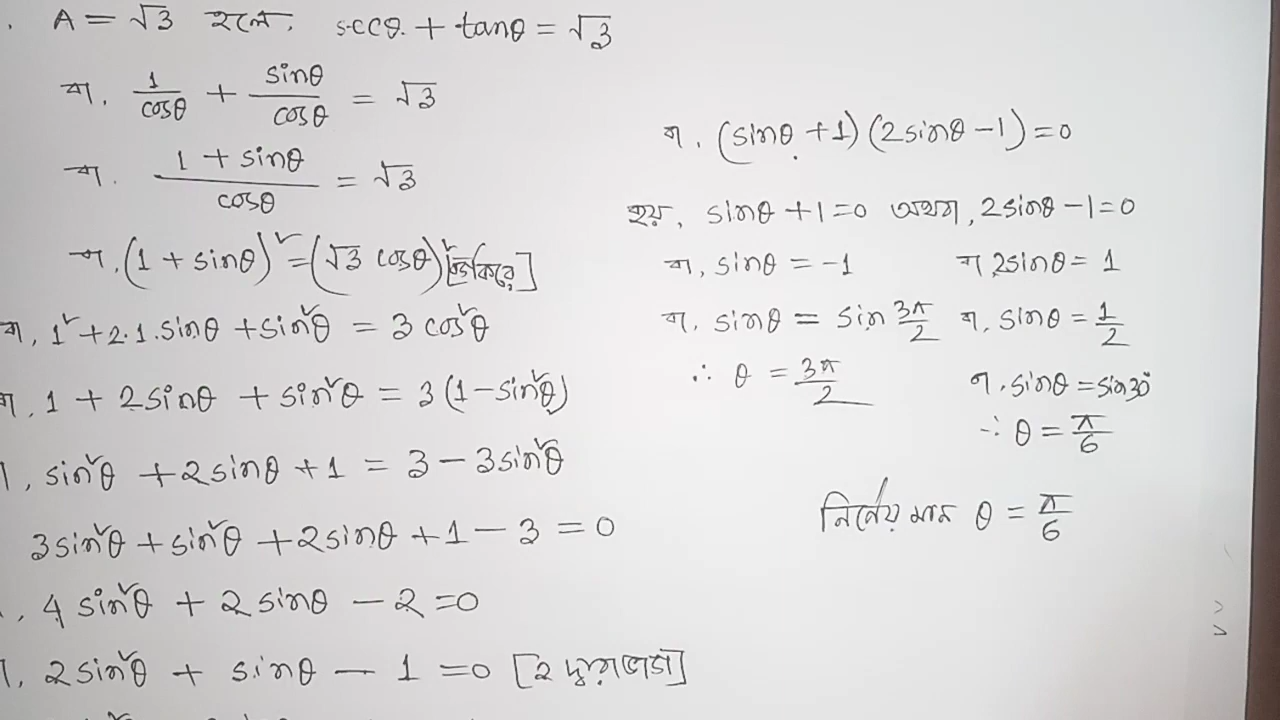 A = √3 হলে, secθ + tanθ = √3
বা, 1/cosθ + sinθ/cosθ = √3
বা, (1 + sinθ)/cosθ = √3
বা, (1 + sinθ)² = (√3 cosθ)² [বর্গ করে]
বা, 1² + 2.1.sinθ + sin²θ = 3 cos²θ
বা, 1 + 2sinθ + sin²θ = 3(1 - sin²θ)
া, sin²θ + 2sinθ + 1 = 3 - 3sin²θ
3sin²θ + sin²θ + 2sinθ + 1 - 3 = 0
, 4 sin²θ + 2 sinθ - 2 = 0
া, 2sin²θ + sinθ - 1 = 0 [2 দ্বারা ভাগ]
বা, (sinθ + 1)(2sinθ - 1) = 0
হয়, sinθ + 1 = 0 অথবা, 2sinθ - 1 = 0
বা, sinθ = -1 বা 2sinθ = 1
বা, sinθ = sin 3π/2 বা, sinθ = 1/2
∴ θ = 3π/2 বা, sinθ = sin30°
∴ θ = π/6
নির্ণেয় মান θ = π/6